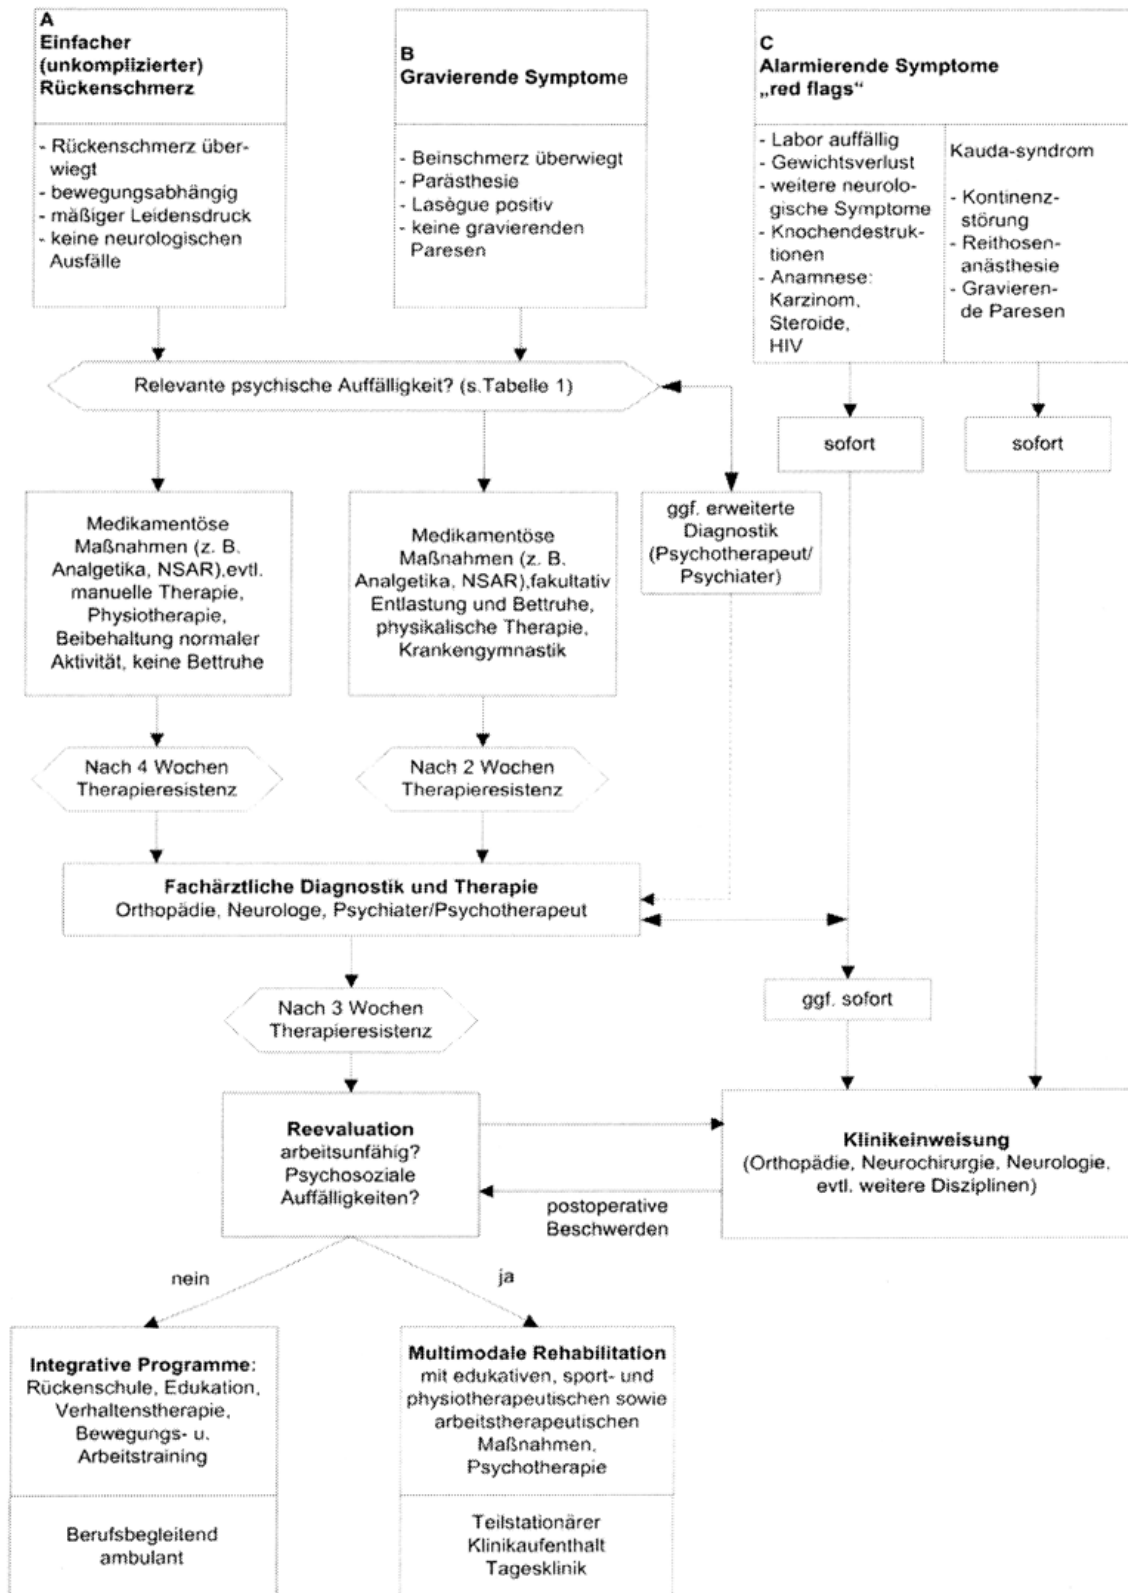 A
Einfacher
(unkomplizierter)
Rückenschmerz
- Rückenschmerz über-
wiegt
- bewegungsabhängig
- mäßiger Leidensdruck
- keine neurologischen
Ausfälle
B
Gravierende Symptome
- Beinschmerz überwiegt
- Parästhesie
- Lasègue positiv
- keine gravierenden
Paresen
C
Alarmierende Symptome
„red flags“
- Labor auffällig
- Gewichtsverlust
- weitere neurolo-
gische Symptome
- Knochendestruk-
tionen
- Anamnese:
Karzinom,
Steroide,
HIV
Kauda-syndrom
- Kontinenz-
störung
- Reithosen-
anästhesie
- Gravieren-
de Paresen
Relevante psychische Auffälligkeit? (s.Tabelle 1)
sofort
sofort
Medikamentöse
Maßnahmen (z. B.
Analgetika, NSAR),evtl.
manuelle Therapie,
Physiotherapie,
Beibehaltung normaler
Aktivität, keine Bettruhe
Medikamentöse
Maßnahmen (z. B.
Analgetika, NSAR),fakultativ
Entlastung und Bettruhe,
physikalische Therapie,
Krankengymnastik
ggf. erweiterte
Diagnostik
(Psychotherapeut/
Psychiater)
Nach 4 Wochen
Therapieresistenz
Nach 2 Wochen
Therapieresistenz
Fachärztliche Diagnostik und Therapie
Orthopädie, Neurologe, Psychiater/Psychotherapeut
Nach 3 Wochen
Therapieresistenz
ggf. sofort
Reevaluation
arbeitsunfähig?
Psychosoziale
Auffälligkeiten?
Klinikeinweisung
(Orthopädie, Neurochirurgie, Neurologie,
evtl. weitere Disziplinen)
postoperative
Beschwerden
nein
ja
Integrative Programme:
Rückenschule, Edukation,
Verhaltenstherapie,
Bewegungs- u.
Arbeitstraining
Berufsbegleitend
ambulant
Multimodale Rehabilitation
mit edukativen, sport- und
physiotherapeutischen sowie
arbeitstherapeutischen
Maßnahmen,
Psychotherapie
Teilstationärer
Klinikaufenthalt
Tagesklinik